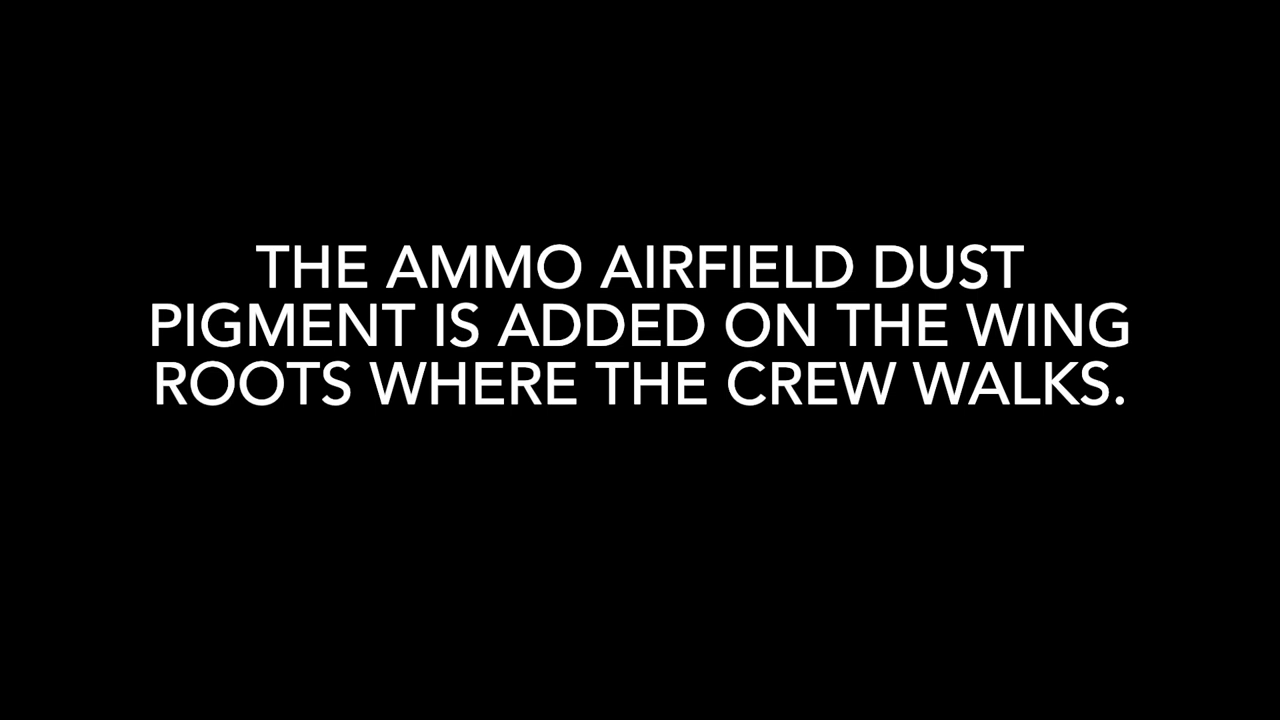 THE AMMO AIRFIELD DUST
PIGMENT IS ADDED ON THE WING
ROOTS WHERE THE CREW WALKS.